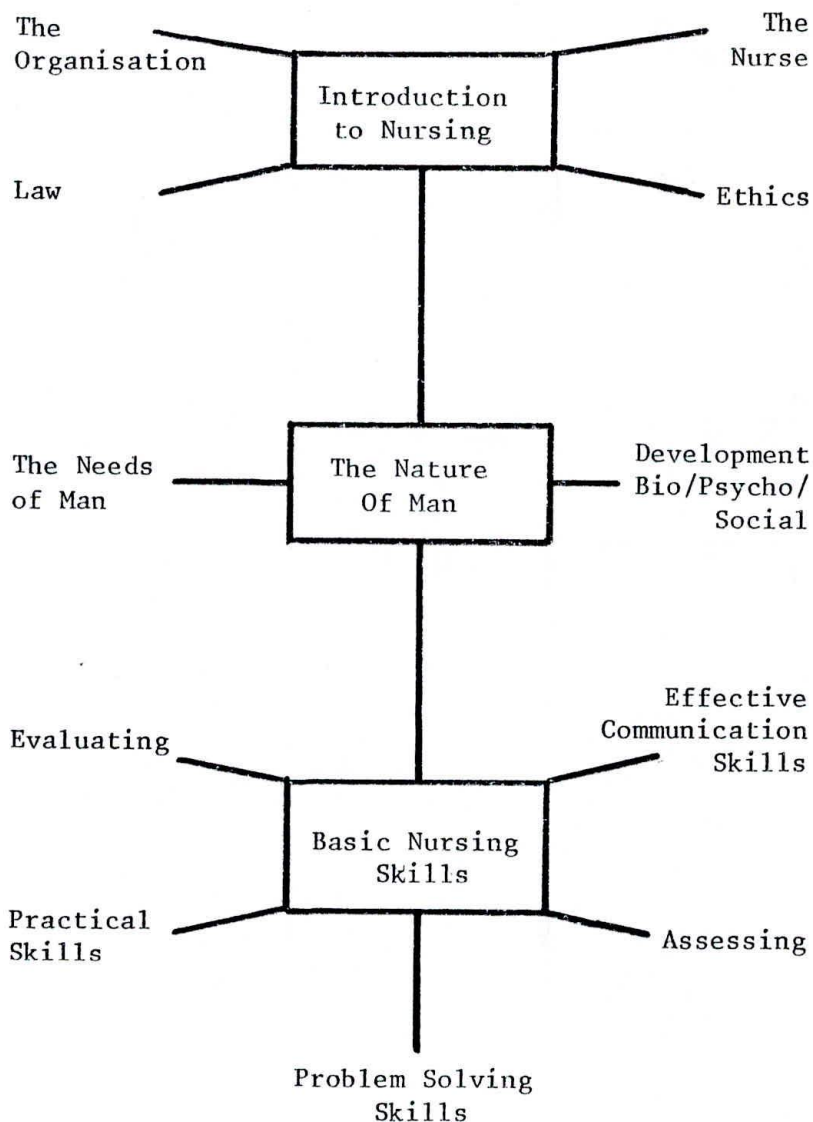 The
Organisation
The
Nurse
Introduction
to Nursing
Law
Ethics
The Needs
of Man
The Nature
Of Man
Development
Bio/Psycho/
Social
Evaluating
Effective
Communication
Skills
Basic Nursing
Skills
Practical
Skills
Assessing
Problem Solving
Skills